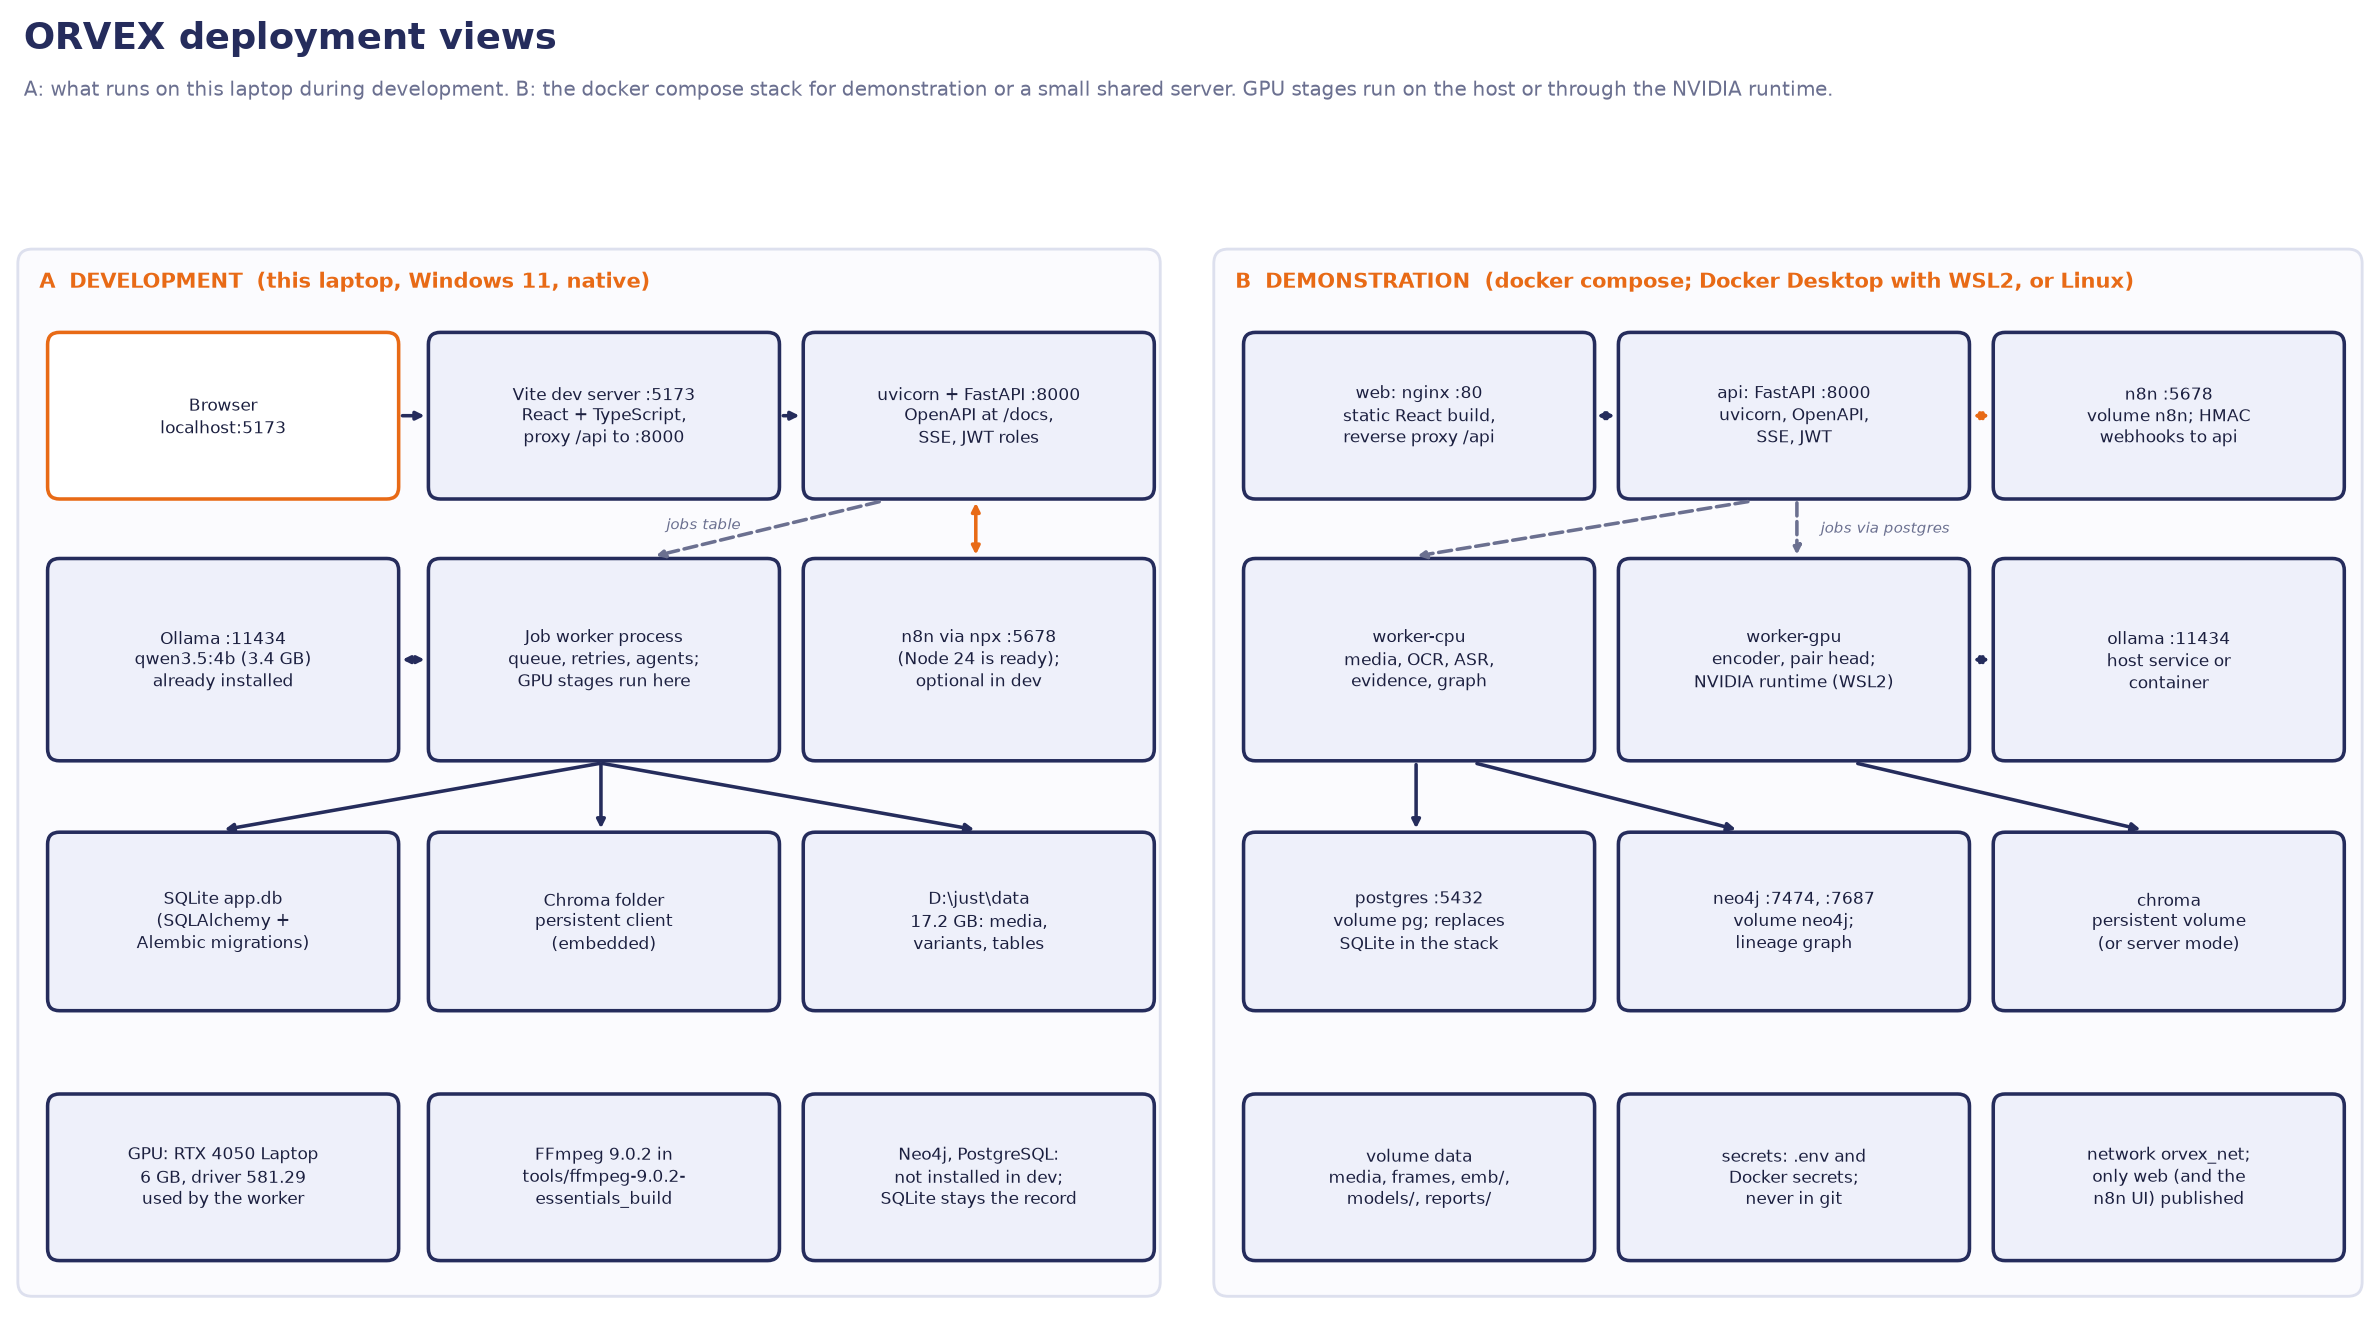 ORVEX deployment views
A: what runs on this laptop during development. B: the docker compose stack for demonstration or a small shared server. GPU stages run on the host or through the NVIDIA runtime.
A  DEVELOPMENT  (this laptop, Windows 11, native)
Browser
localhost:5173
Vite dev server :5173
React + TypeScript,
proxy /api to :8000
uvicorn + FastAPI :8000
OpenAPI at /docs,
SSE, JWT roles
jobs table
Ollama :11434
qwen3.5:4b (3.4 GB)
already installed
Job worker process
queue, retries, agents;
GPU stages run here
n8n via npx :5678
(Node 24 is ready);
optional in dev
SQLite app.db
(SQLAlchemy +
Alembic migrations)
Chroma folder
persistent client
(embedded)
D:\just\data
17.2 GB: media,
variants, tables
GPU: RTX 4050 Laptop
6 GB, driver 581.29
used by the worker
FFmpeg 9.0.2 in
tools/ffmpeg-9.0.2-
essentials_build
Neo4j, PostgreSQL:
not installed in dev;
SQLite stays the record
B  DEMONSTRATION  (docker compose; Docker Desktop with WSL2, or Linux)
web: nginx :80
static React build,
reverse proxy /api
api: FastAPI :8000
uvicorn, OpenAPI,
SSE, JWT
n8n :5678
volume n8n; HMAC
webhooks to api
jobs via postgres
worker-cpu
media, OCR, ASR,
evidence, graph
worker-gpu
encoder, pair head;
NVIDIA runtime (WSL2)
ollama :11434
host service or
container
postgres :5432
volume pg; replaces
SQLite in the stack
neo4j :7474, :7687
volume neo4j;
lineage graph
chroma
persistent volume
(or server mode)
volume data
media, frames, emb/,
models/, reports/
secrets: .env and
Docker secrets;
never in git
network orvex_net;
only web (and the
n8n UI) published